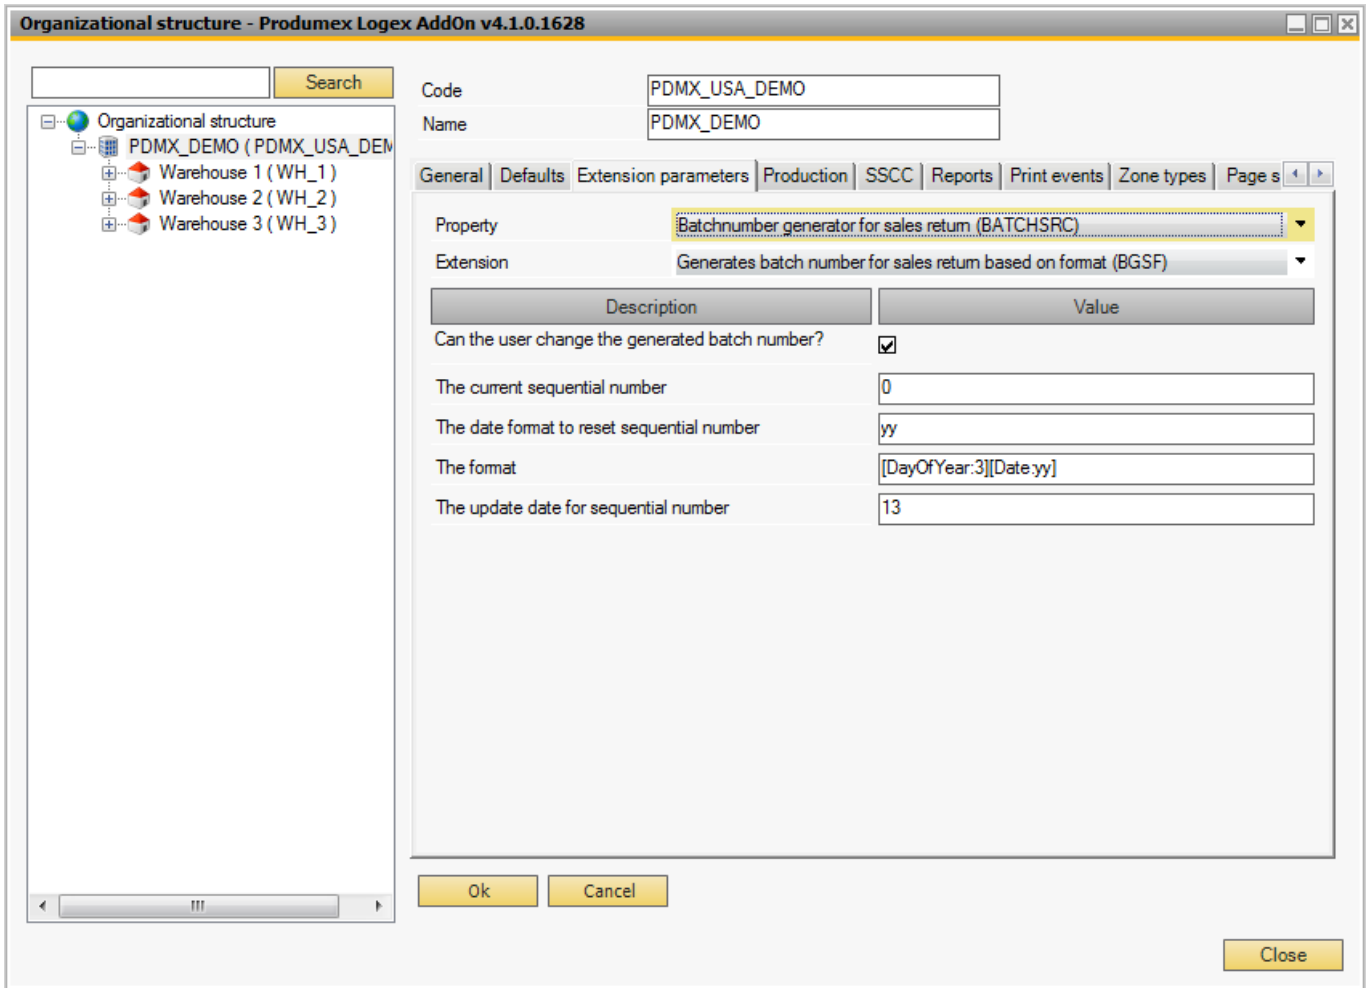 Organizational structure - Produmex Logex AddOn v4.1.0.1628
Search
Organizational structure
PDMX_DEMO ( PDMX_USA_DEM
Warehouse 1 ( WH_1 )
Warehouse 2 ( WH_2 )
Warehouse 3 ( WH_3 )
Code
PDMX_USA_DEMO
Name
PDMX_DEMO
General
Defaults
Extension parameters
Production
SSCC
Reports
Print events
Zone types
Page s
Property
Batchnumber generator for sales return (BATCHSRC)
Extension
Generates batch number for sales return based on format (BGSF)
Description
Value
Can the user change the generated batch number?
The current sequential number
0
The date format to reset sequential number
yy
The format
[DayOfYear:3][Date:yy]
The update date for sequential number
13
Ok
Cancel
Close